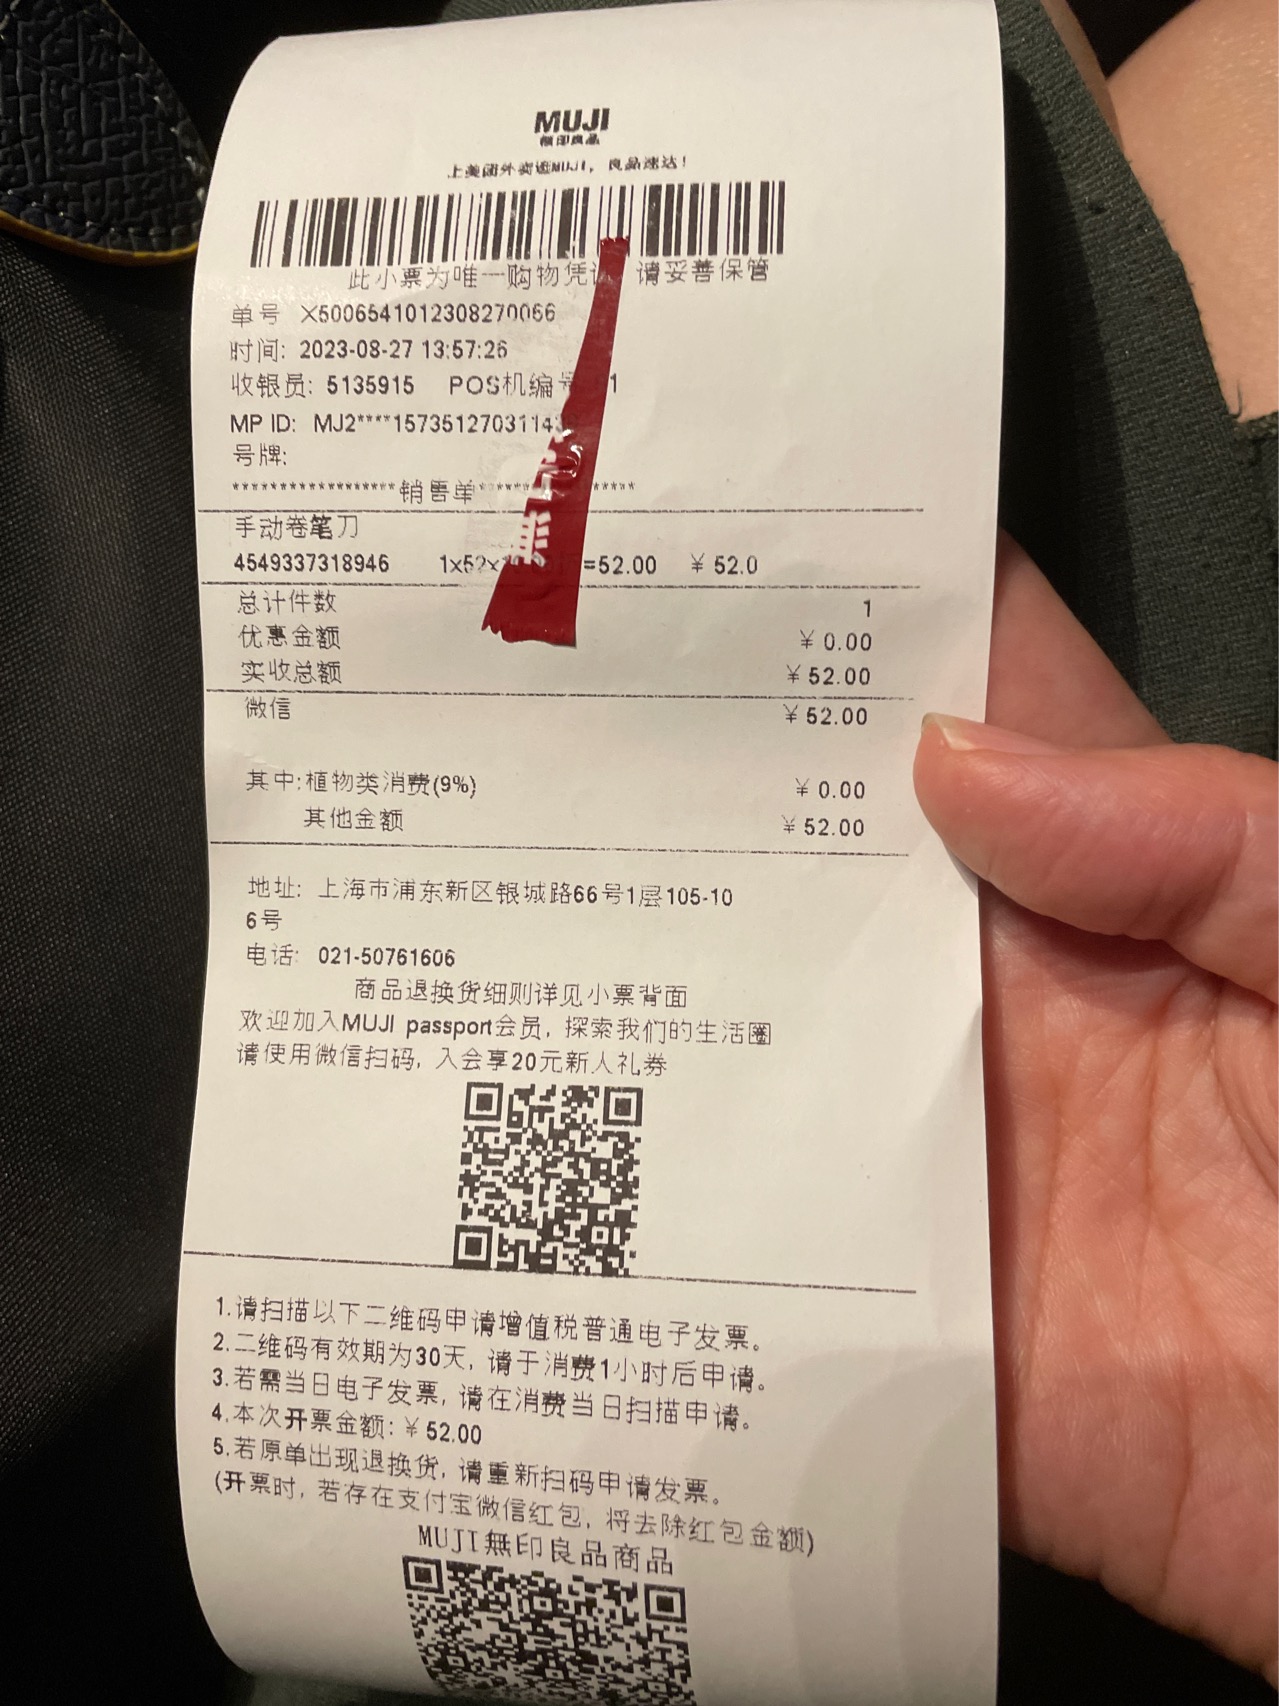 MUJI
無印良品
上美团外卖逛MUJI，良品速达！
此小票为唯一购物凭 请妥善保管
单号 X5006541012308270066
时间: 2023-08-27 13:57:26
收银员: 5135915 POS机编号 1
MP ID: MJ2****157351270311143
号牌:
******************销售单******************
手动卷笔刀
4549337318946 1x52x =52.00 ￥52.0
总计件数 1
优惠金额 ￥0.00
实收总额 ￥52.00
微信 ￥52.00
其中:植物类消费(9%) ￥0.00
其他金额 ￥52.00
地址: 上海市浦东新区银城路66号1层105-10
6号
电话: 021-50761606
商品退换货细则详见小票背面
欢迎加入MUJI passport会员, 探索我们的生活圈
请使用微信扫码, 入会享20元新人礼券
1.请扫描以下二维码申请增值税普通电子发票。
2.二维码有效期为30天, 请于消费1小时后申请。
3.若需当日电子发票, 请在消费当日扫描申请。
4.本次开票金额:￥52.00
5.若原单出现退换货, 请重新扫码申请发票。
(开票时, 若存在支付宝微信红包, 将去除红包金额)
MUJI無印良品商品
無印